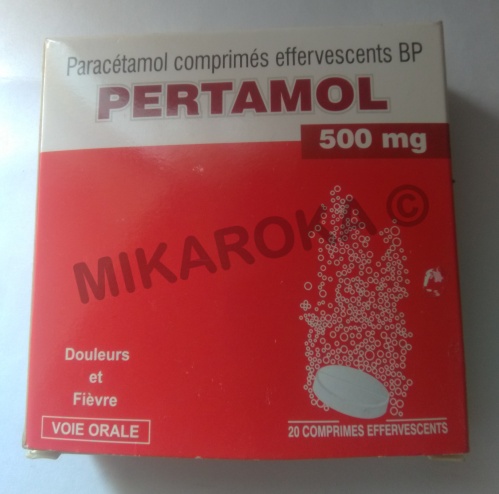 Paracétamol comprimés effervescents BP
PERTAMOL
500 mg
MIKAROKA ©
Douleurs
et
Fièvre
VOIE ORALE
20 COMPRIMES EFFERVESCENTS